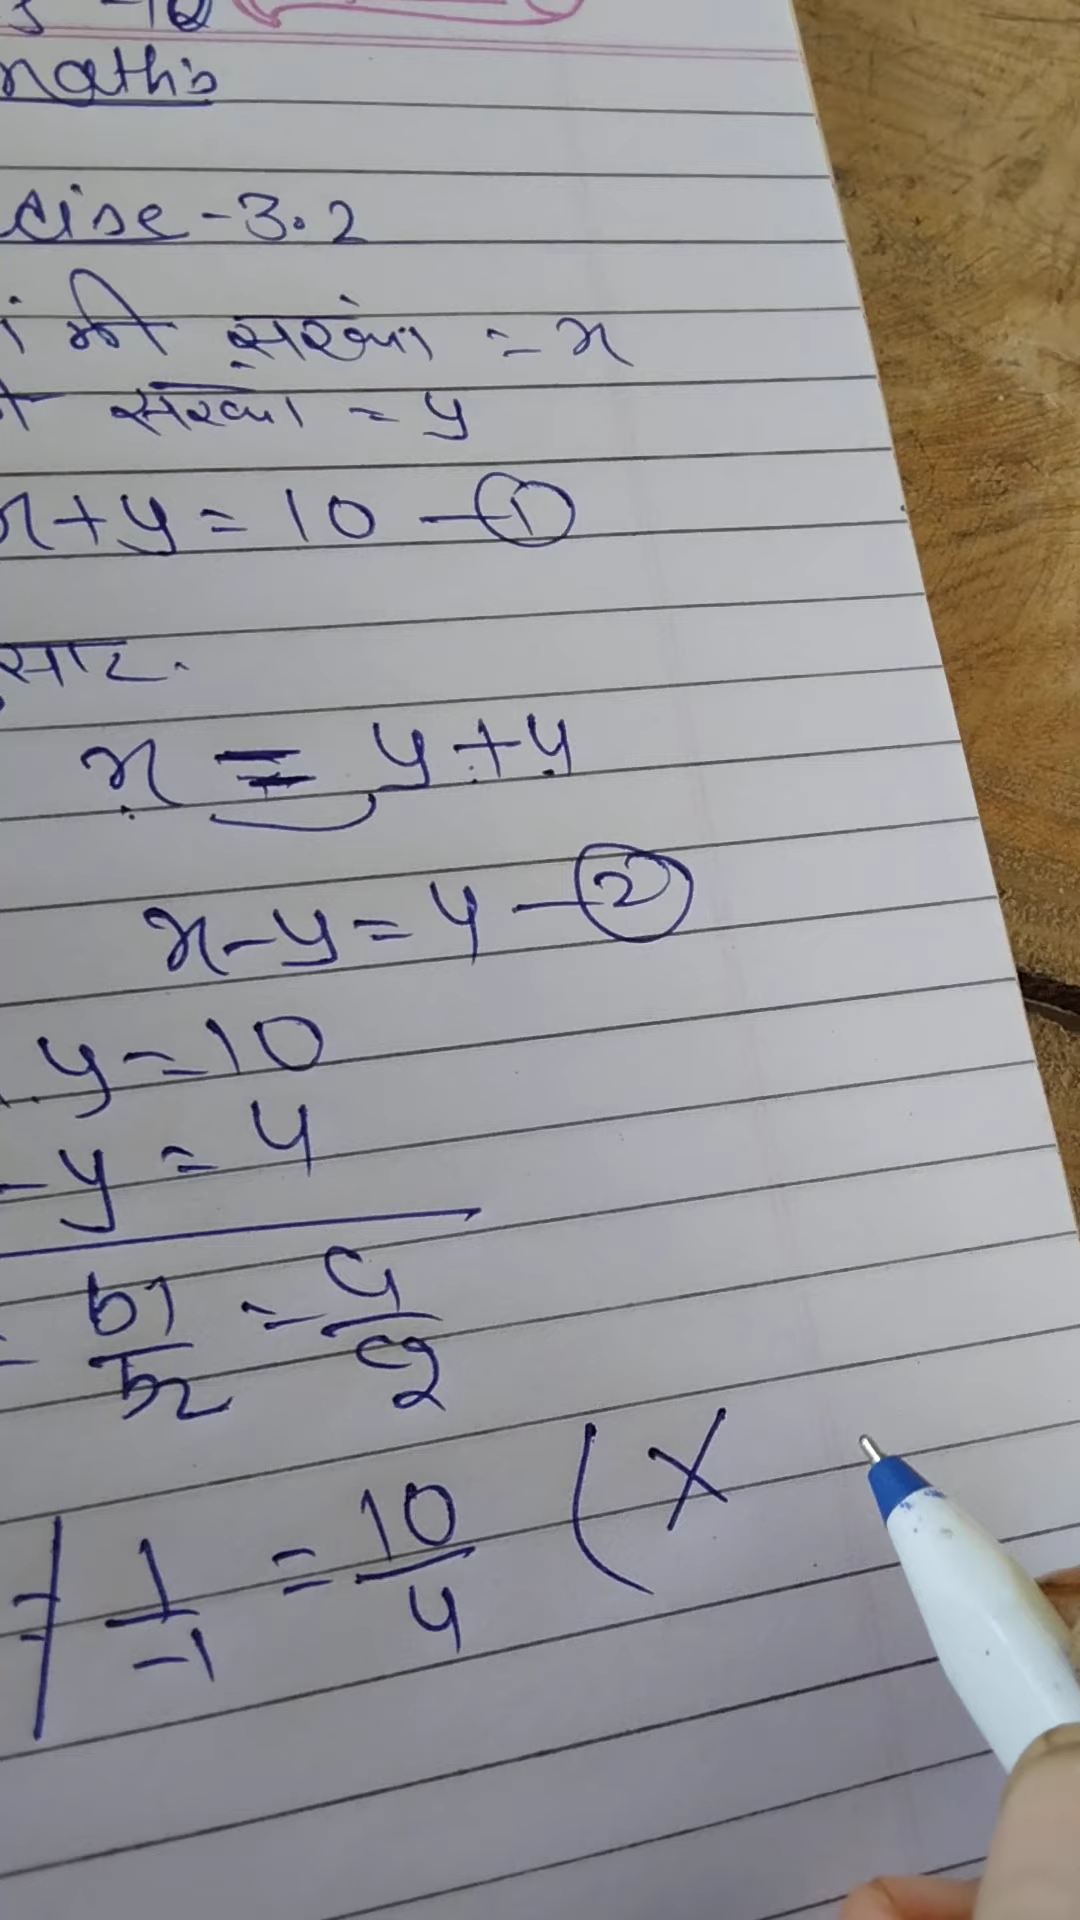 maths
cise - 3.2
की संख्या = x
संख्या = y
x + y = 10 — ①
सार.
x = y + 4
x - y = 4 — ②
y = 10
- y = 4
= b1/b2 = c1/c2
≠ 1/-1 = 10/4 ( X